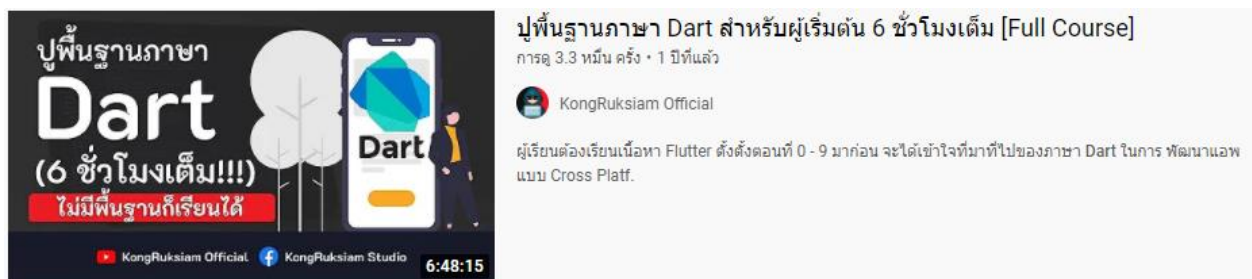 ปูพื้นฐานภาษา
Dart
(6 ชั่วโมงเต็ม!!!)
ไม่มีพื้นฐานก็เรียนได้
Dart
KongRuksiam Official KongRuksiam Studio
6:48:15
ปูพื้นฐานภาษา Dart สำหรับผู้เริ่มต้น 6 ชั่วโมงเต็ม [Full Course]
การดู 3.3 หมื่น ครั้ง • 1 ปีที่แล้ว
KongRuksiam Official
ผู้เรียนต้องเรียนเนื้อหา Flutter ตั้งตั้งตอนที่ 0 - 9 มาก่อน จะได้เข้าใจที่มาที่ไปของภาษา Dart ในการ พัฒนาแอพ
แบบ Cross Platf.